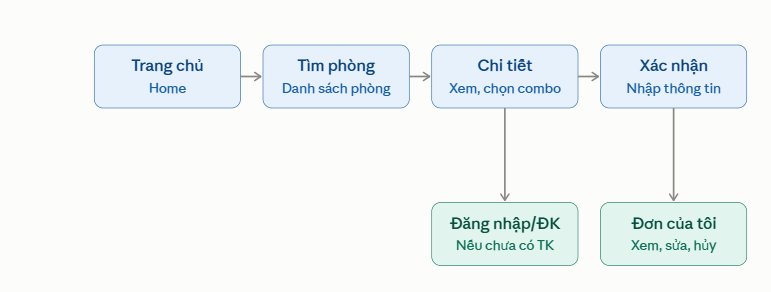 Trang chủ
Home
Tìm phòng
Danh sách phòng
Chi tiết
Xem, chọn combo
Xác nhận
Nhập thông tin
Đăng nhập/ĐK
Nếu chưa có TK
Đơn của tôi
Xem, sửa, hủy